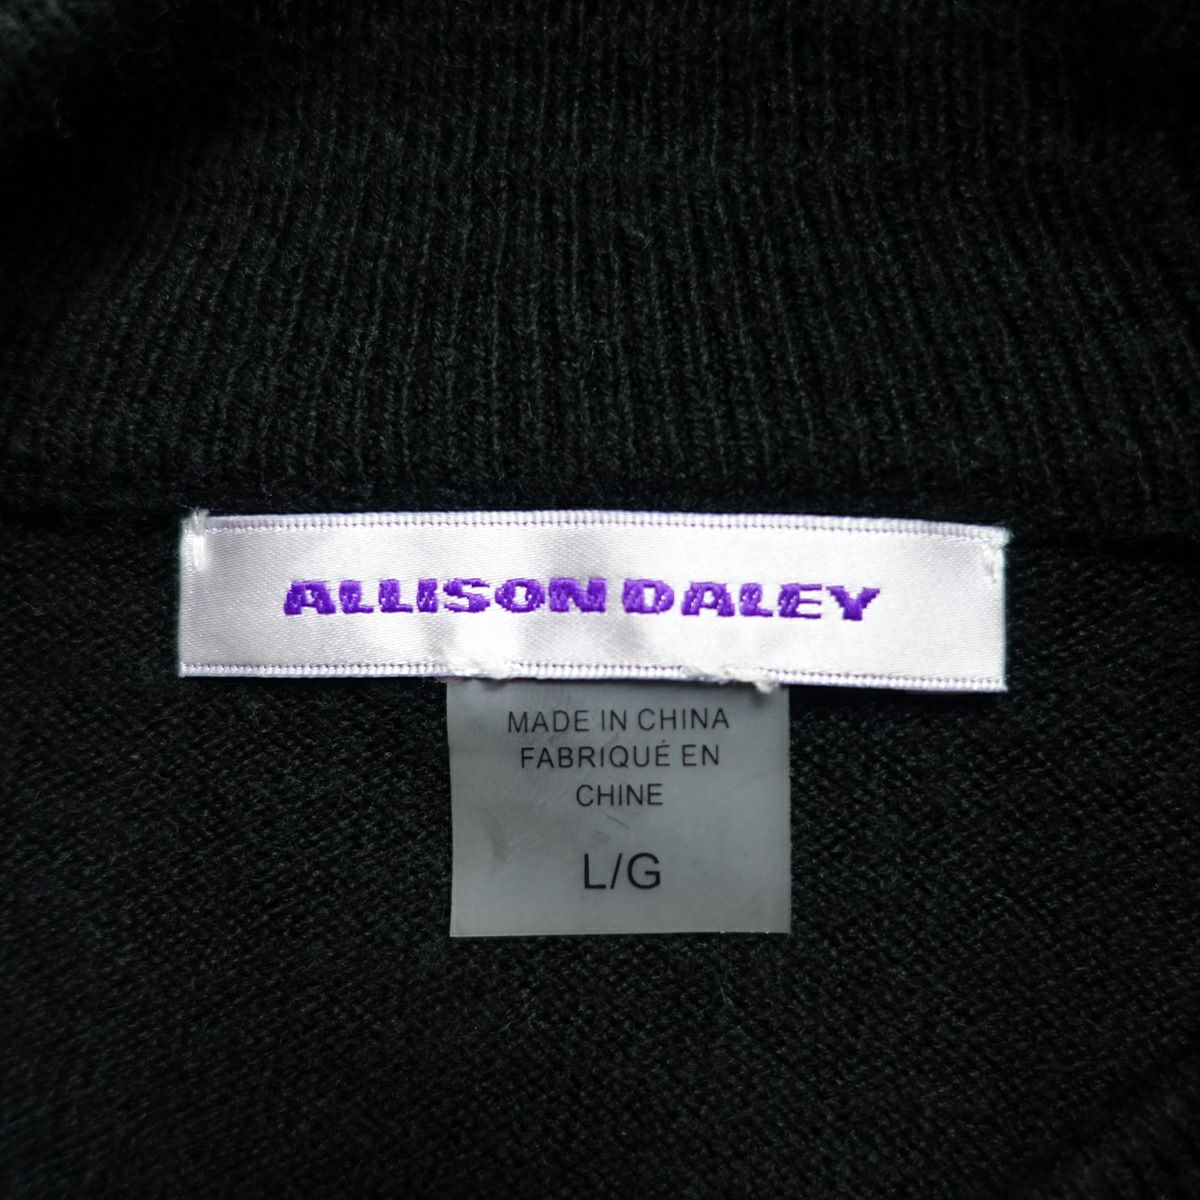 ALLISON DALEY
MADE IN CHINA
FABRIQUÉ EN
CHINE
L/G